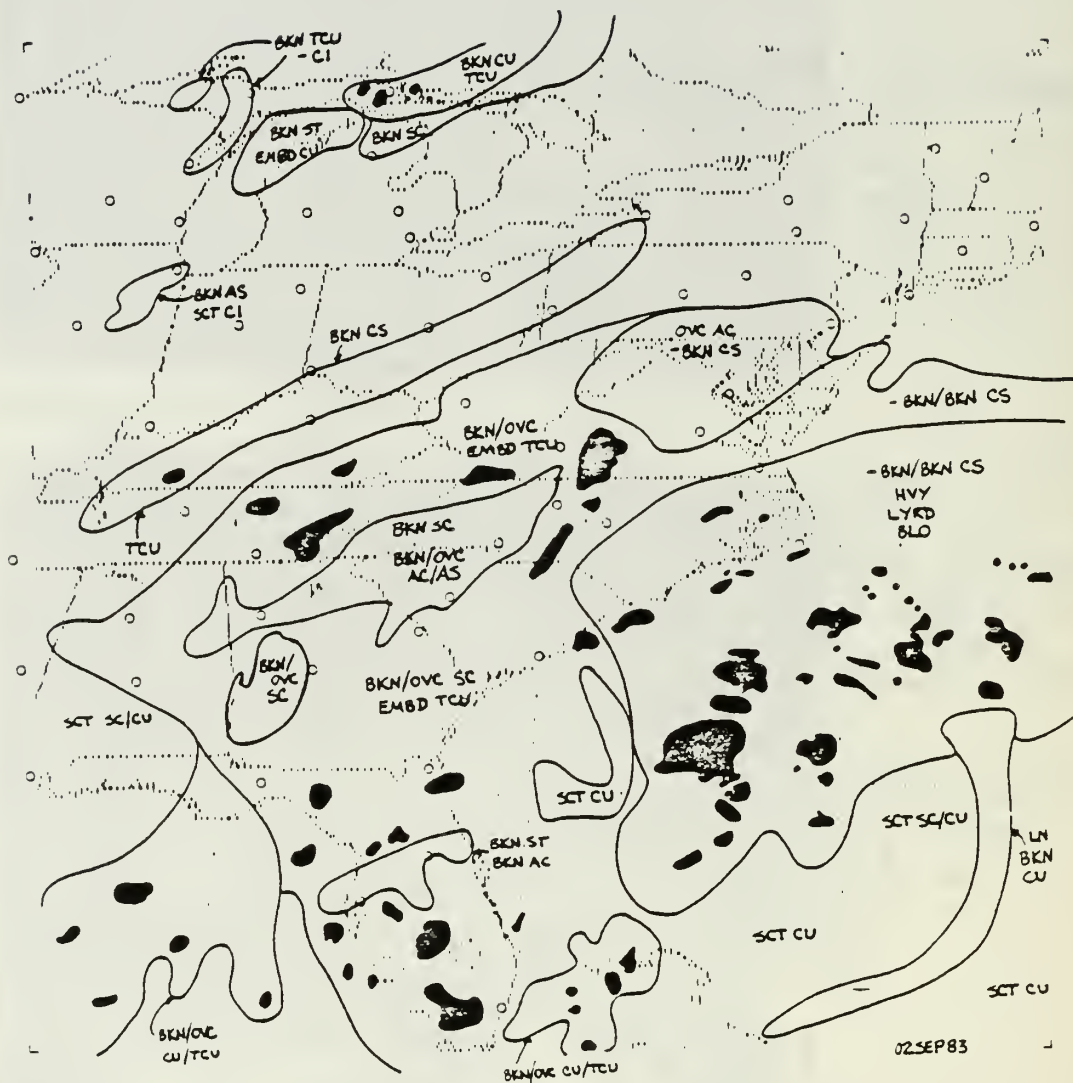 BKN TCU
- CI
BKN CU
TCU
BKN ST
EMBD CU
BKN SC
BKN AS
SCT CI
BKN CS
OVC AC
- BKN CS
- BKN/BKN CS
BKN/OVC
EMBD TCU
- BKN/BKN CS
HVY
LYRD
BLO
TCU
BKN SC
BKN/OVC
AC/AS
BKN/
OVC
SC
BKN/OVC SC
EMBD TCU
SCT SC/CU
SCT CU
SCT SC/CU
LN
BKN
CU
BKN ST
BKN AC
SCT CU
SCT CU
BKN/OVC
CU/TCU
BKN/OVC CU/TCU
02SEP83